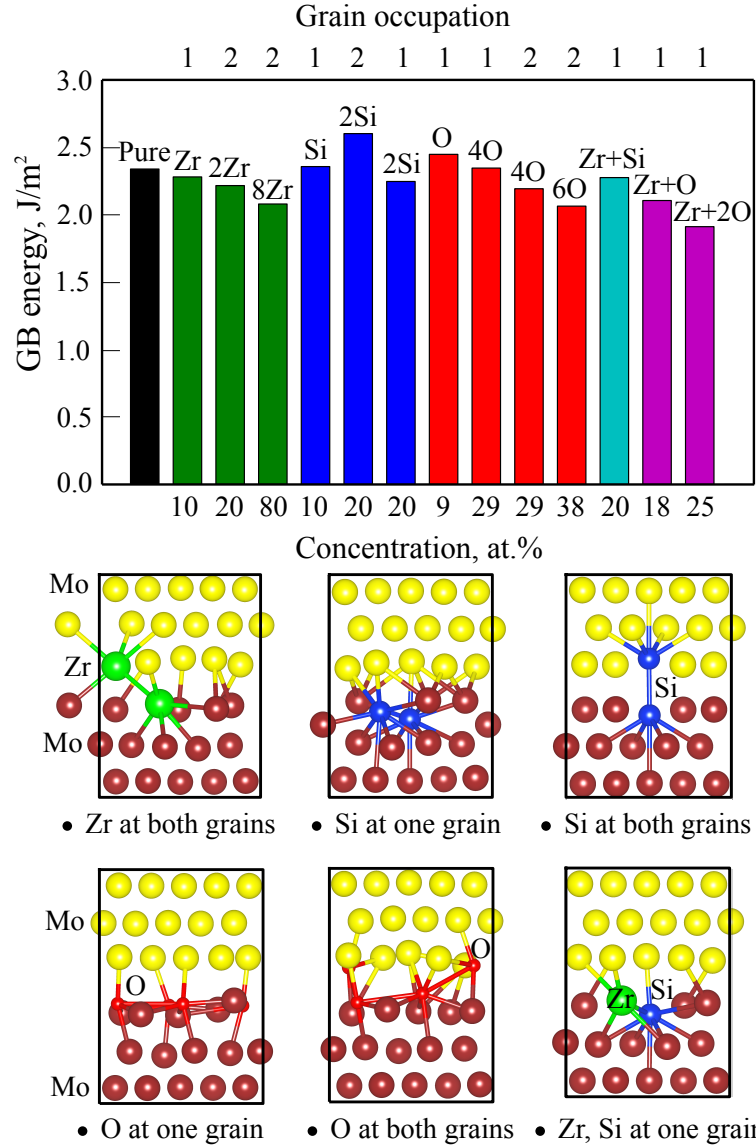 Grain occupation
1 2 2 1 2 1 1 1 2 2 1 1 1
3.0
2.5
2.0
1.5
1.0
0.5
0.0
GB energy, J/m²
Pure
Zr
2Zr
8Zr
Si
2Si
2Si
O
4O
4O
6O
Zr+Si
Zr+O
Zr+2O
10 20 80 10 20 20 9 29 29 38 20 18 25
Concentration, at.%
Mo
Zr
Mo
Si
• Zr at both grains
• Si at one grain
• Si at both grains
Mo
O
Mo
O
Zr
Si
• O at one grain
• O at both grains
• Zr, Si at one grain